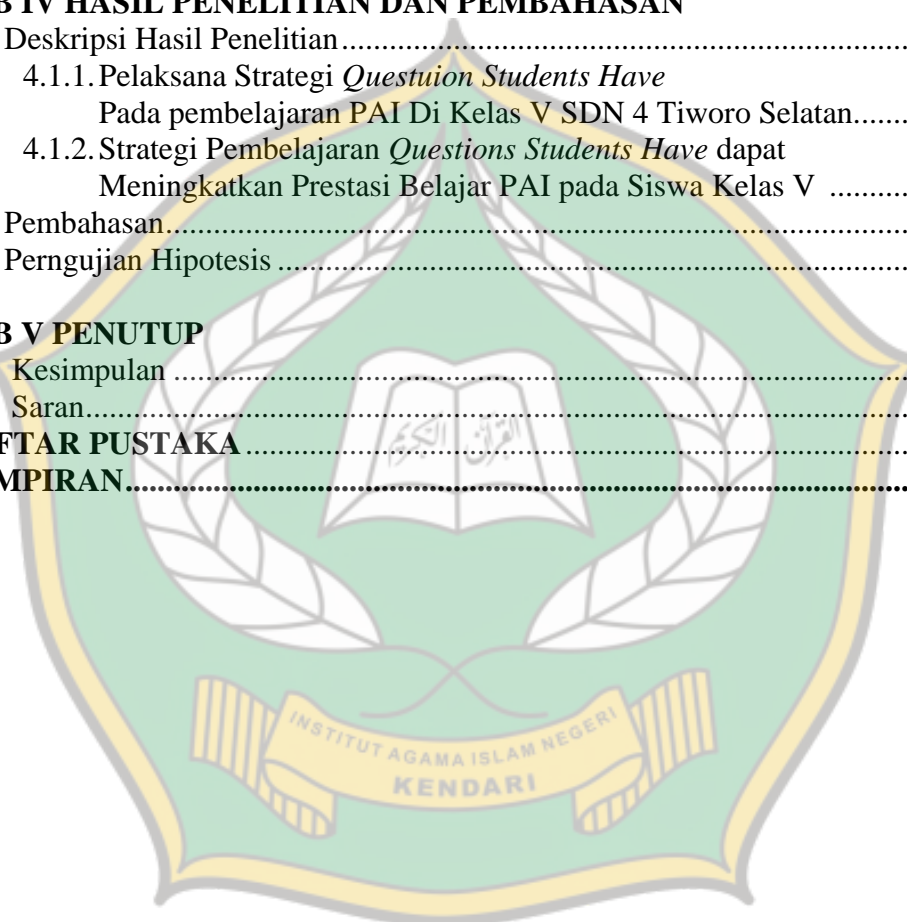 B IV HASIL PENELITIAN DAN PEMBAHASAN
Deskripsi Hasil Penelitian
4.1.1. Pelaksana Strategi Questuion Students Have
Pada pembelajaran PAI Di Kelas V SDN 4 Tiworo Selatan
4.1.2. Strategi Pembelajaran Questions Students Have dapat
Meningkatkan Prestasi Belajar PAI pada Siswa Kelas V
Pembahasan
Perngujian Hipotesis
B V PENUTUP
Kesimpulan
Saran
FTAR PUSTAKA
MPIRAN
القرآن الكريم
INSTITUT AGAMA ISLAM NEGERI
KENDARI